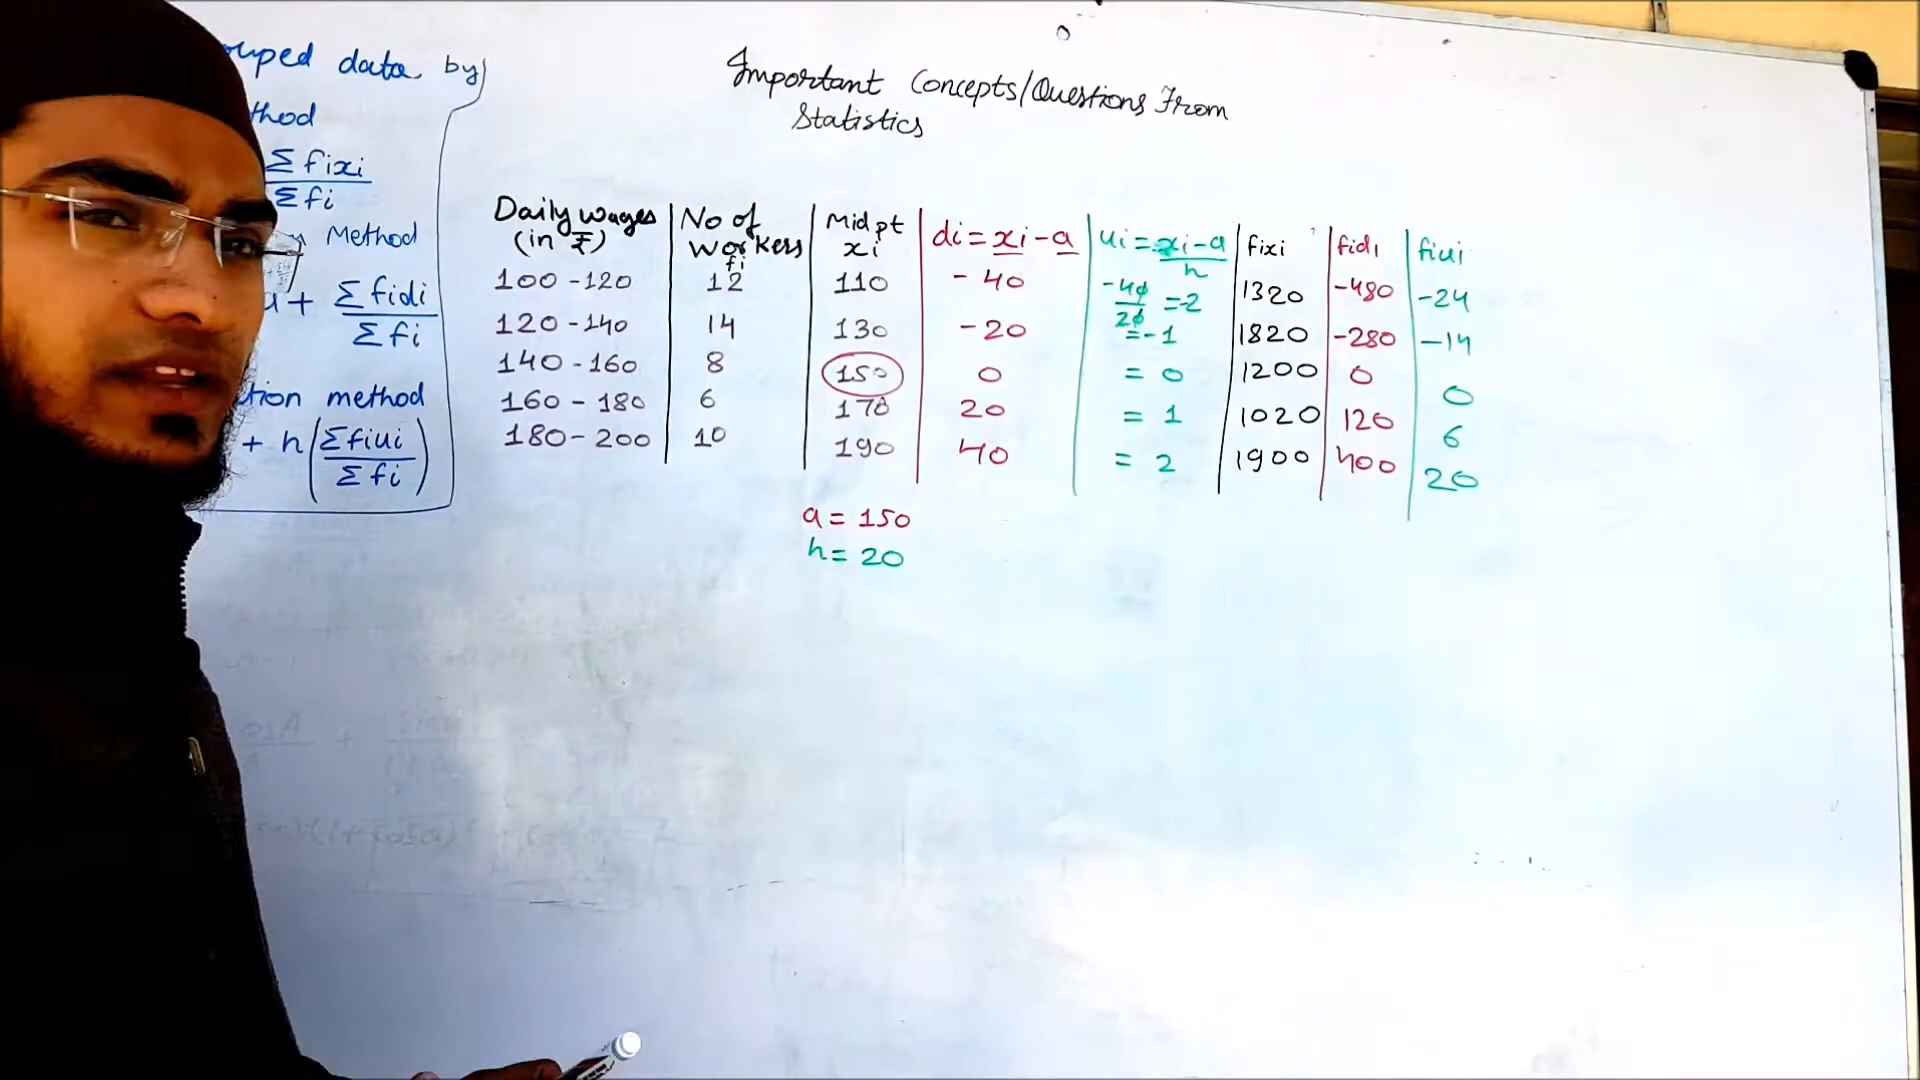 Important Concepts/Questions From
Statistics
data by
Σfixi
Σfi
Method
+ Σfidi
Σfi
method
+ h(Σfiui
Σfi)
Daily wages | No of | Mid pt | di = xi - a | ui = xi - a | fixi | fidi | fiui
(in ₹) | workers | xi | h
fi
100 - 120 | 12 | 110 | - 40 | -40/20 = -2 | 1320 | -480 | -24
120 - 140 | 14 | 130 | - 20 | = -1 | 1820 | -280 | -14
140 - 160 | 8 | 150 | 0 | = 0 | 1200 | 0 | 0
160 - 180 | 6 | 170 | 20 | = 1 | 1020 | 120 | 6
180 - 200 | 10 | 190 | 40 | = 2 | 1900 | 400 | 20
a = 150
h = 20